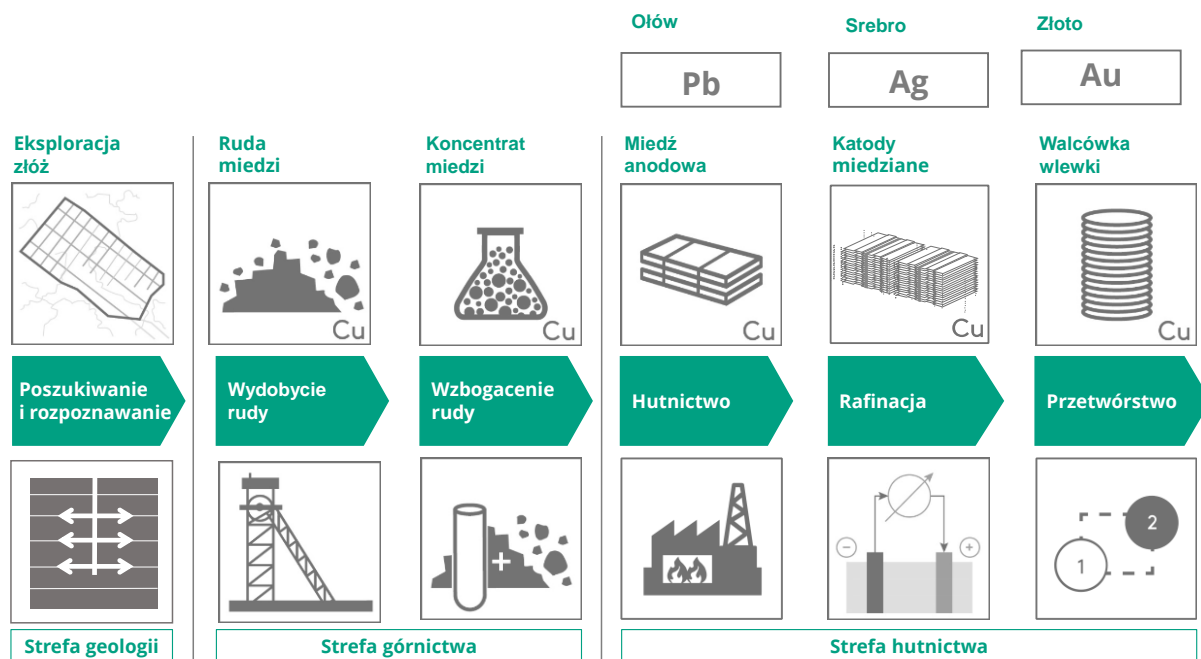 Ołów
Srebro
Złoto
Pb
Ag
Au
Eksploracja
złóż
Ruda
miedzi
Koncentrat
miedzi
Miedź
anodowa
Katody
miedziane
Walcówka
wlewki
Cu
Cu
Cu
Cu
Cu
Poszukiwanie
i rozpoznawanie
Wydobycie
rudy
Wzbogacenie
rudy
Hutnictwo
Rafinacja
Przetwórstwo
+
−
+
1
2
Strefa geologii
Strefa górnictwa
Strefa hutnictwa